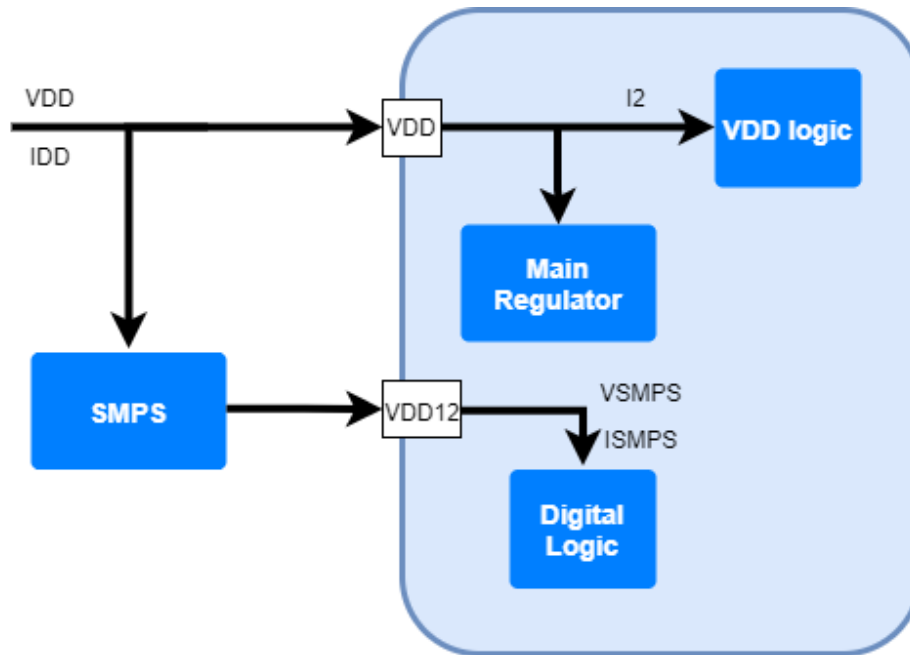 VDD
IDD
VDD
I2
VDD logic
Main
Regulator
SMPS
VDD12
VSMPS
ISMPS
Digital
Logic